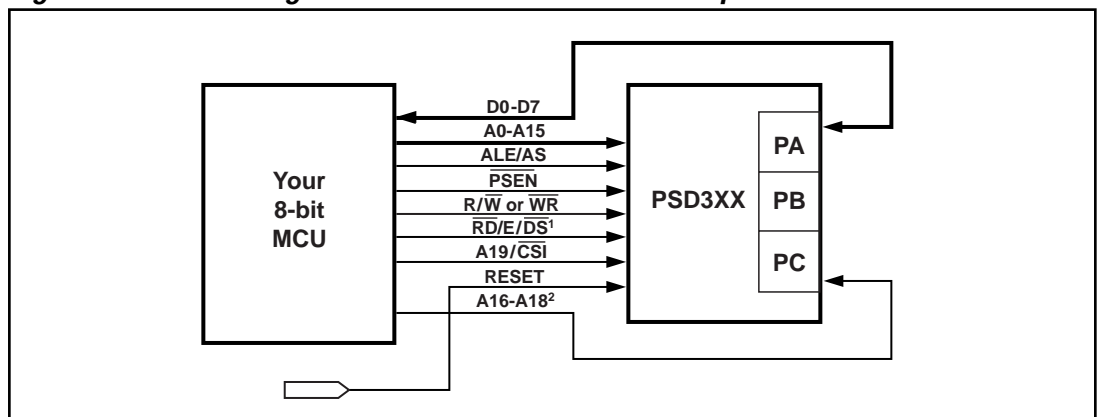 D0-D7
A0-A15
ALE/AS
PSEN
R/W or WR
RD/E/DS¹
A19/CSI
RESET
A16-A18²
Your
8-bit
MCU
PSD3XX
PA
PB
PC